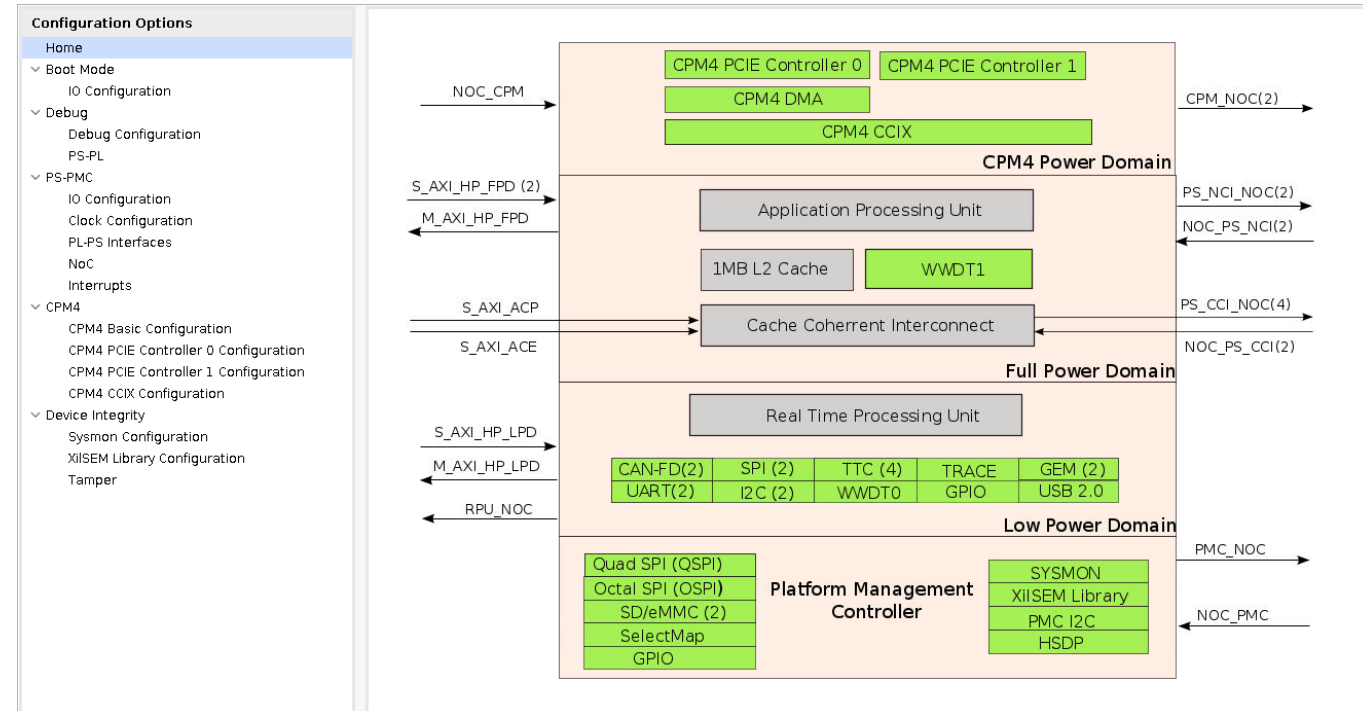 Configuration Options
Home
Boot Mode
IO Configuration
Debug
Debug Configuration
PS-PL
PS-PMC
IO Configuration
Clock Configuration
PL-PS Interfaces
NoC
Interrupts
CPM4
CPM4 Basic Configuration
CPM4 PCIE Controller 0 Configuration
CPM4 PCIE Controller 1 Configuration
CPM4 CCIX Configuration
Device Integrity
Sysmon Configuration
XilSEM Library Configuration
Tamper
CPM4 PCIE Controller 0
CPM4 PCIE Controller 1
NOC_CPM
CPM4 DMA
CPM_NOC(2)
CPM4 CCIX
CPM4 Power Domain
S_AXI_HP_FPD (2)
PS_NCI_NOC(2)
Application Processing Unit
M_AXI_HP_FPD
NOC_PS_NCI(2)
1MB L2 Cache
WWDT1
S_AXI_ACP
PS_CCI_NOC(4)
Cache Coherrent Interconnect
S_AXI_ACE
NOC_PS_CCI(2)
Full Power Domain
Real Time Processing Unit
S_AXI_HP_LPD
M_AXI_HP_LPD
CAN-FD(2) SPI (2) TTC (4) TRACE GEM (2)
UART(2) I2C (2) WWDT0 GPIO USB 2.0
RPU_NOC
Low Power Domain
PMC_NOC
Quad SPI (QSPI)
Octal SPI (OSPI)
SD/eMMC (2)
SelectMap
GPIO
Platform Management
Controller
SYSMON
XilSEM Library
PMC I2C
HSDP
NOC_PMC